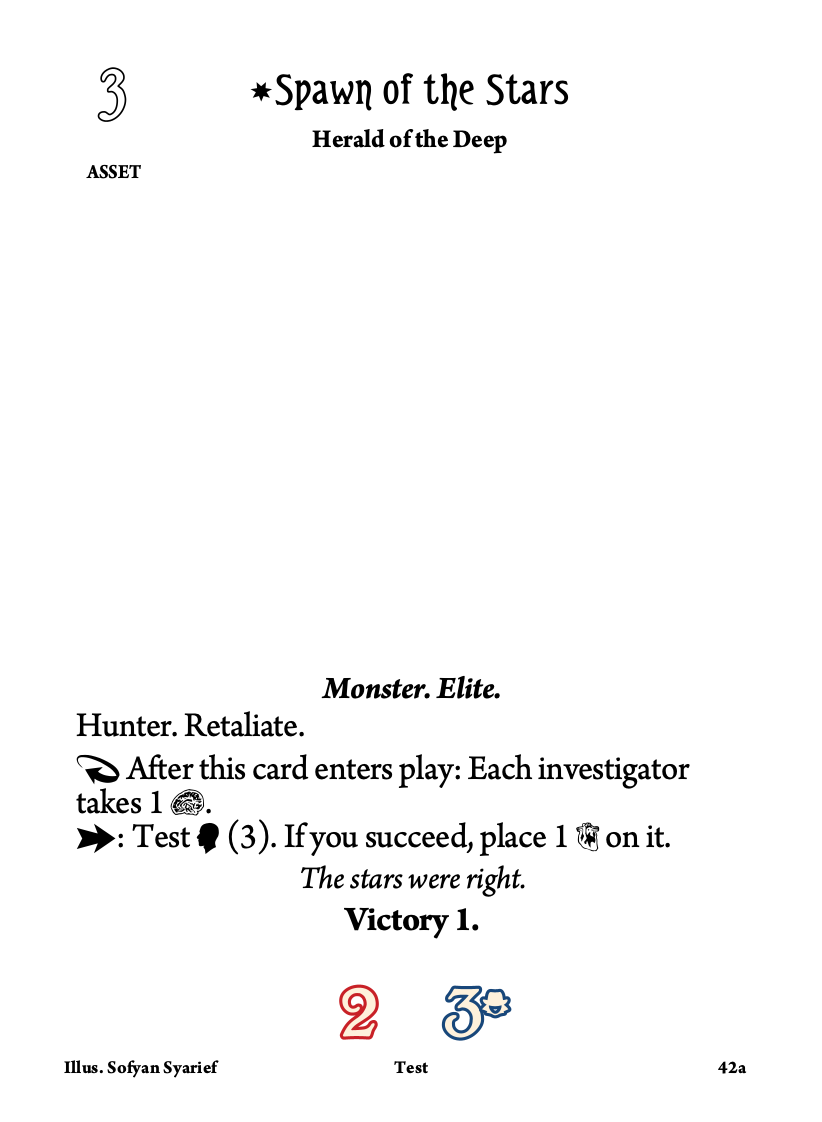 3
Spawn of the Stars
Herald of the Deep
ASSET
Monster. Elite.
Hunter. Retaliate.
After this card enters play: Each investigator
takes 1 .
: Test (3). If you succeed, place 1 on it.
The stars were right.
Victory 1.
2 3
Illus. Sofyan Syarief Test 42a